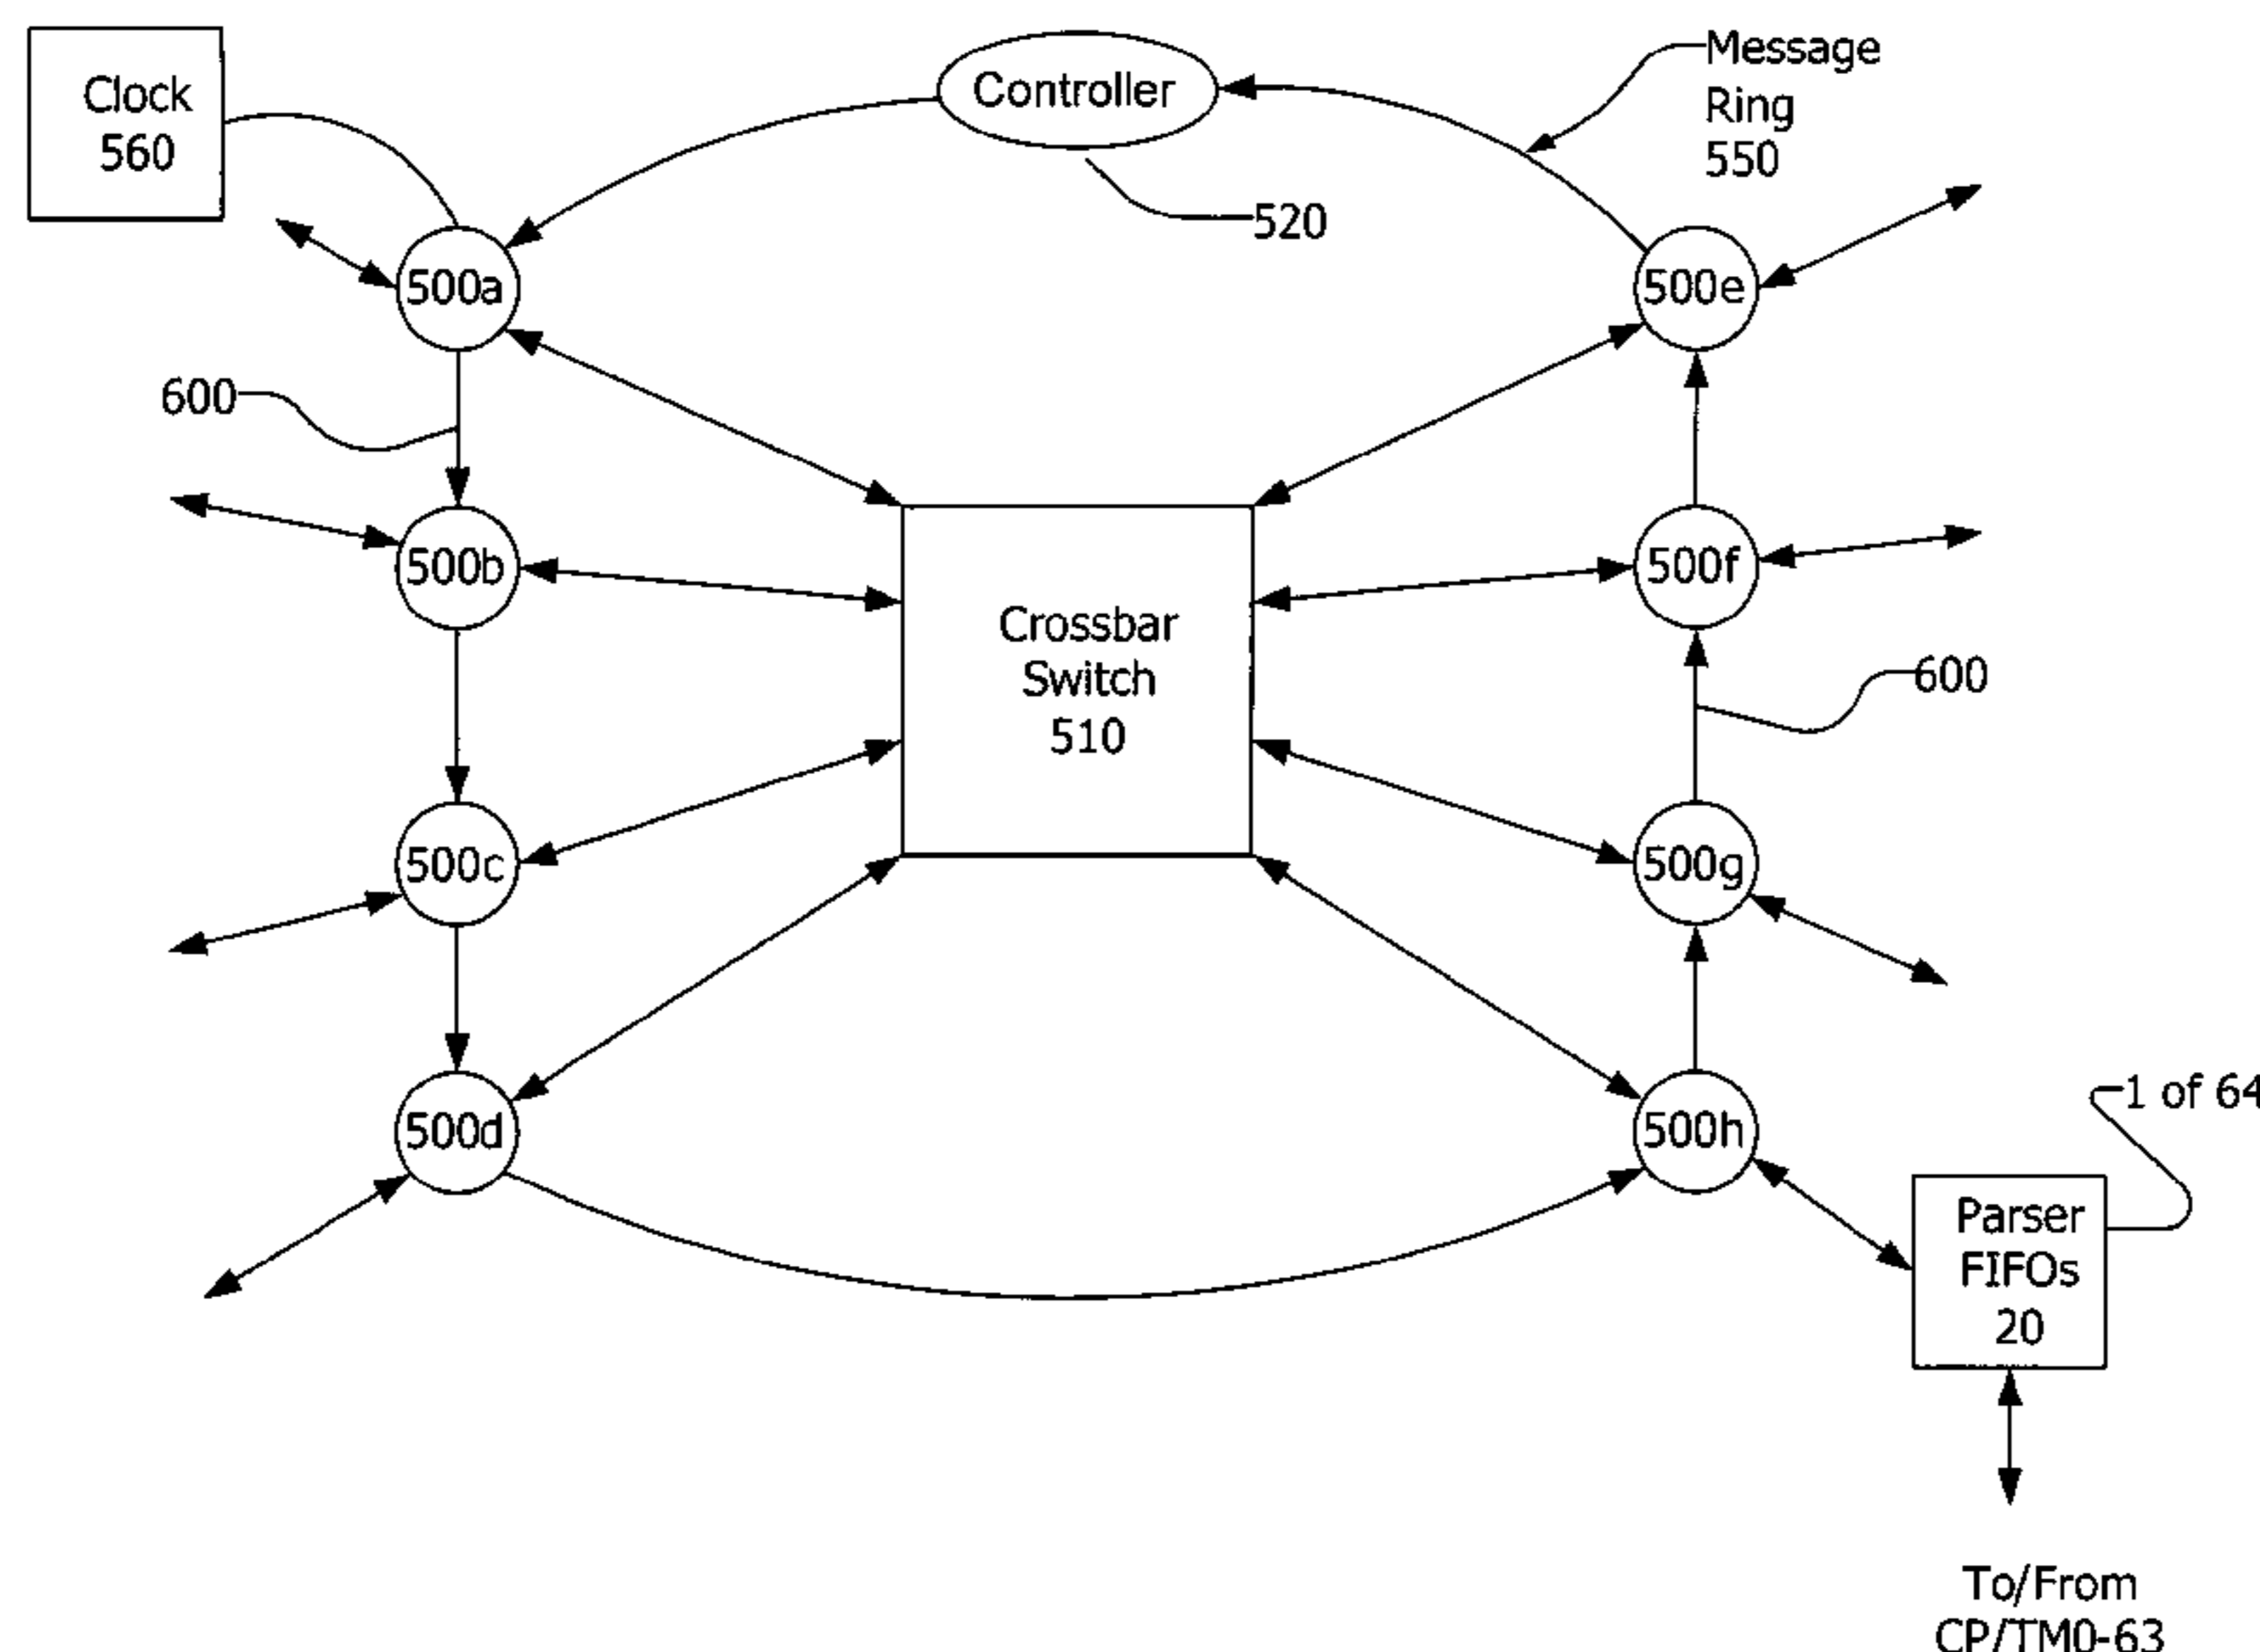 Clock
560
Controller
Message
Ring
550
520
500a
500e
600
500b
500f
Crossbar
Switch
510
600
500c
500g
500d
500h
1 of 64
Parser
FIFOs
20
To/From
CP/TM0-63